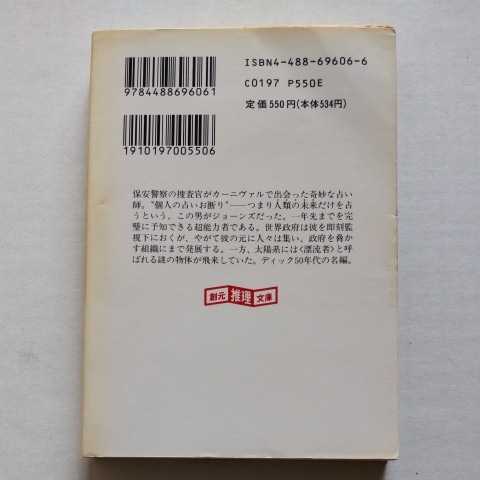 ISBN4-488-69606-6
C0197 P550E
定価550円(本体534円)
9784488696061
1910197005506
保安警察の捜査官がカーニヴァルで出会った奇妙な占い
師。"個人の占いお断り"――つまり人類の未来だけを占
うという、この男がジョーンズだった。一年先までを完
璧に予知できる超能力者である。世界政府は彼を即刻監
視下におくが、やがて彼の元に人々は集い、政府を脅か
す組織にまで発展する。一方、太陽系には<漂流者>と呼
ばれる謎の物体が飛来していた。ディック50年代の名編。
創元 推理 文庫